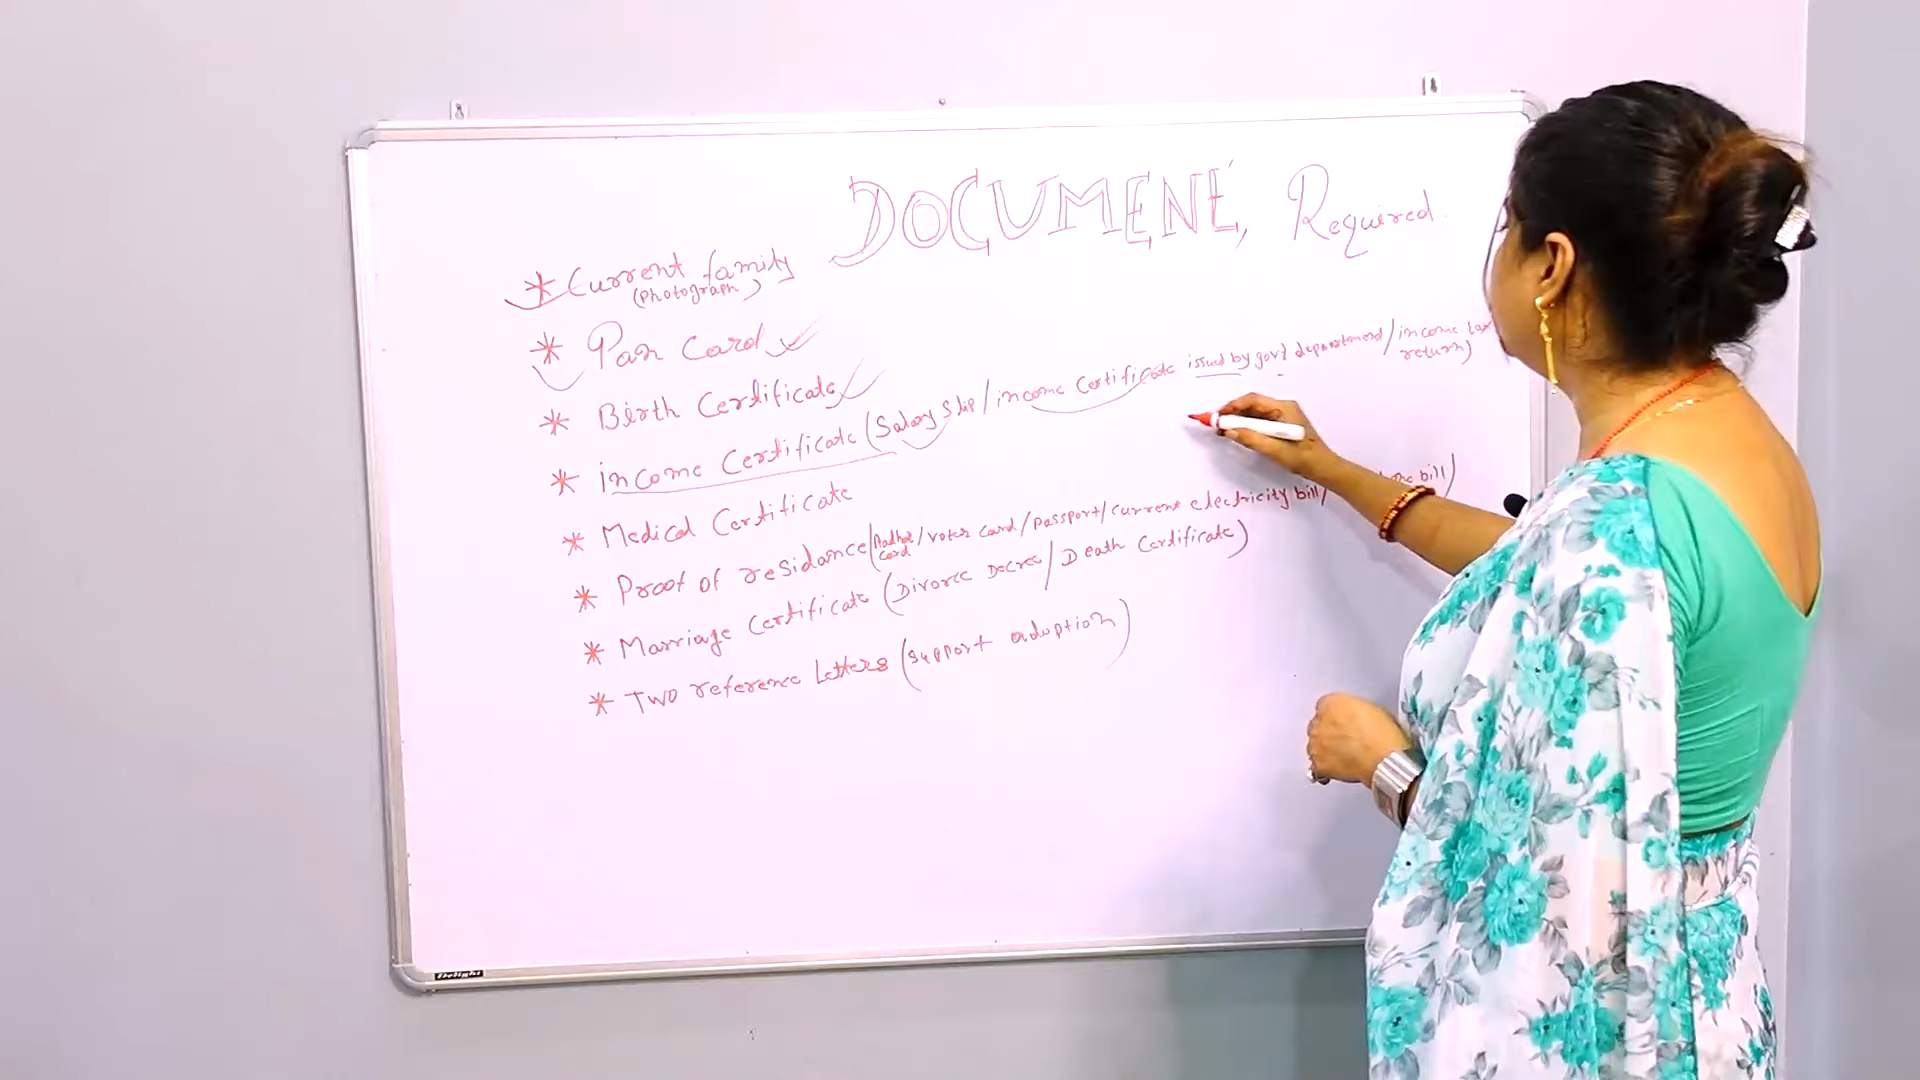 DOCUMENT, Required.
* Current family
(Photograph)
* Pan Card
* Birth Certificate
* income Certificate (Salary Slip/income Certificate issued by govt department/income tax
return)
* Medical Certificate
* Proof of residance (Aadhar card/voter card/passport/current electricity bill/ bill/
* Marriage Certificate (Divorce Decree/Death Certificate)
* Two reference Letters (support adoption)
Delight